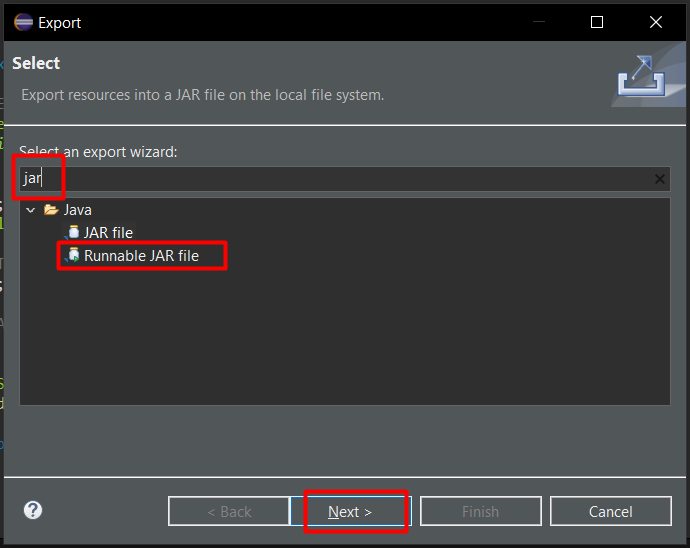 Export
Select
Export resources into a JAR file on the local file system.
Select an export wizard:
jar
Java
JAR file
Runnable JAR file
< Back
Next >
Finish
Cancel